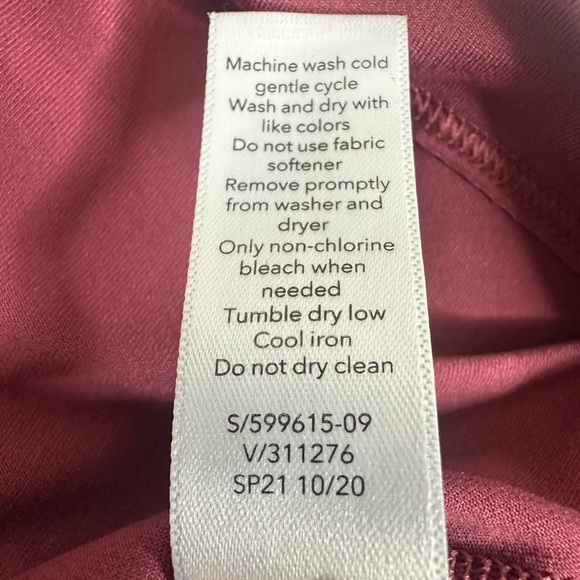 Machine wash cold
gentle cycle
Wash and dry with
like colors
Do not use fabric
softener
Remove promptly
from washer and
dryer
Only non-chlorine
bleach when
needed
Tumble dry low
Cool iron
Do not dry clean
S/599615-09
V/311276
SP21 10/20